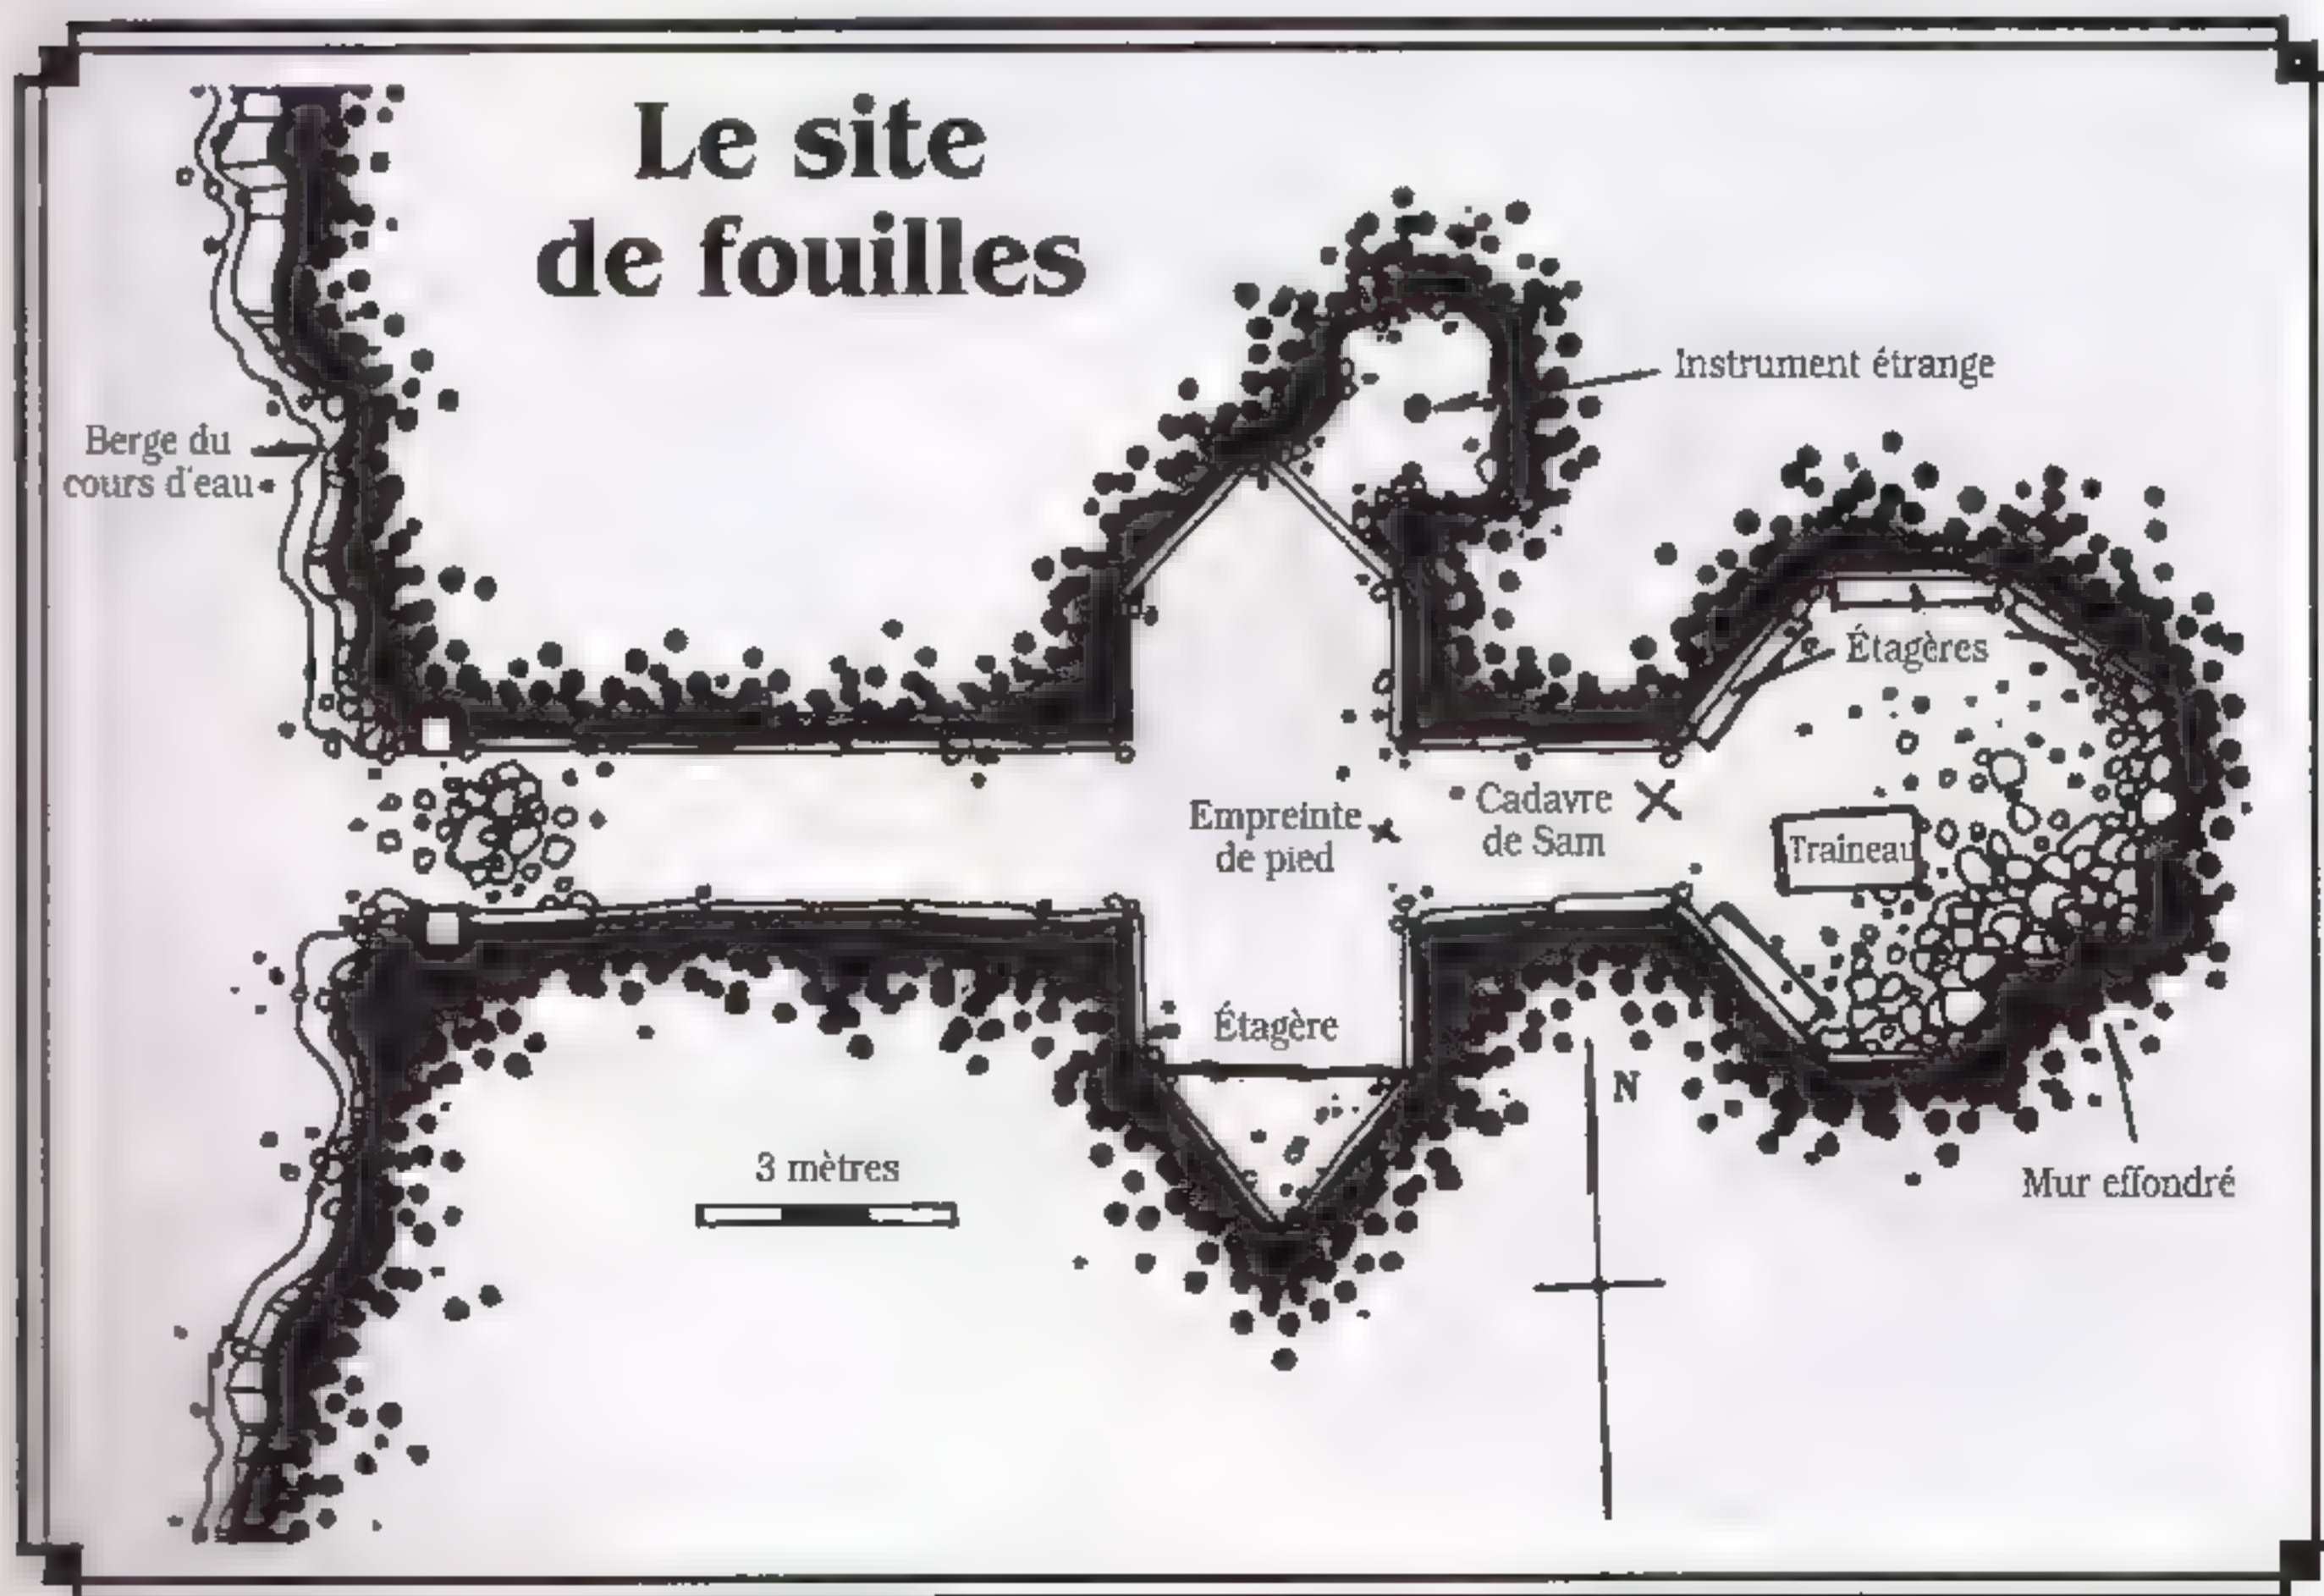 Le site
de fouilles
Instrument étrange
Berge du
cours d'eau
Étagères
Empreinte
de pied
Cadavre
de Sam
Traineau
Étagère
N
3 mètres
Mur effondré